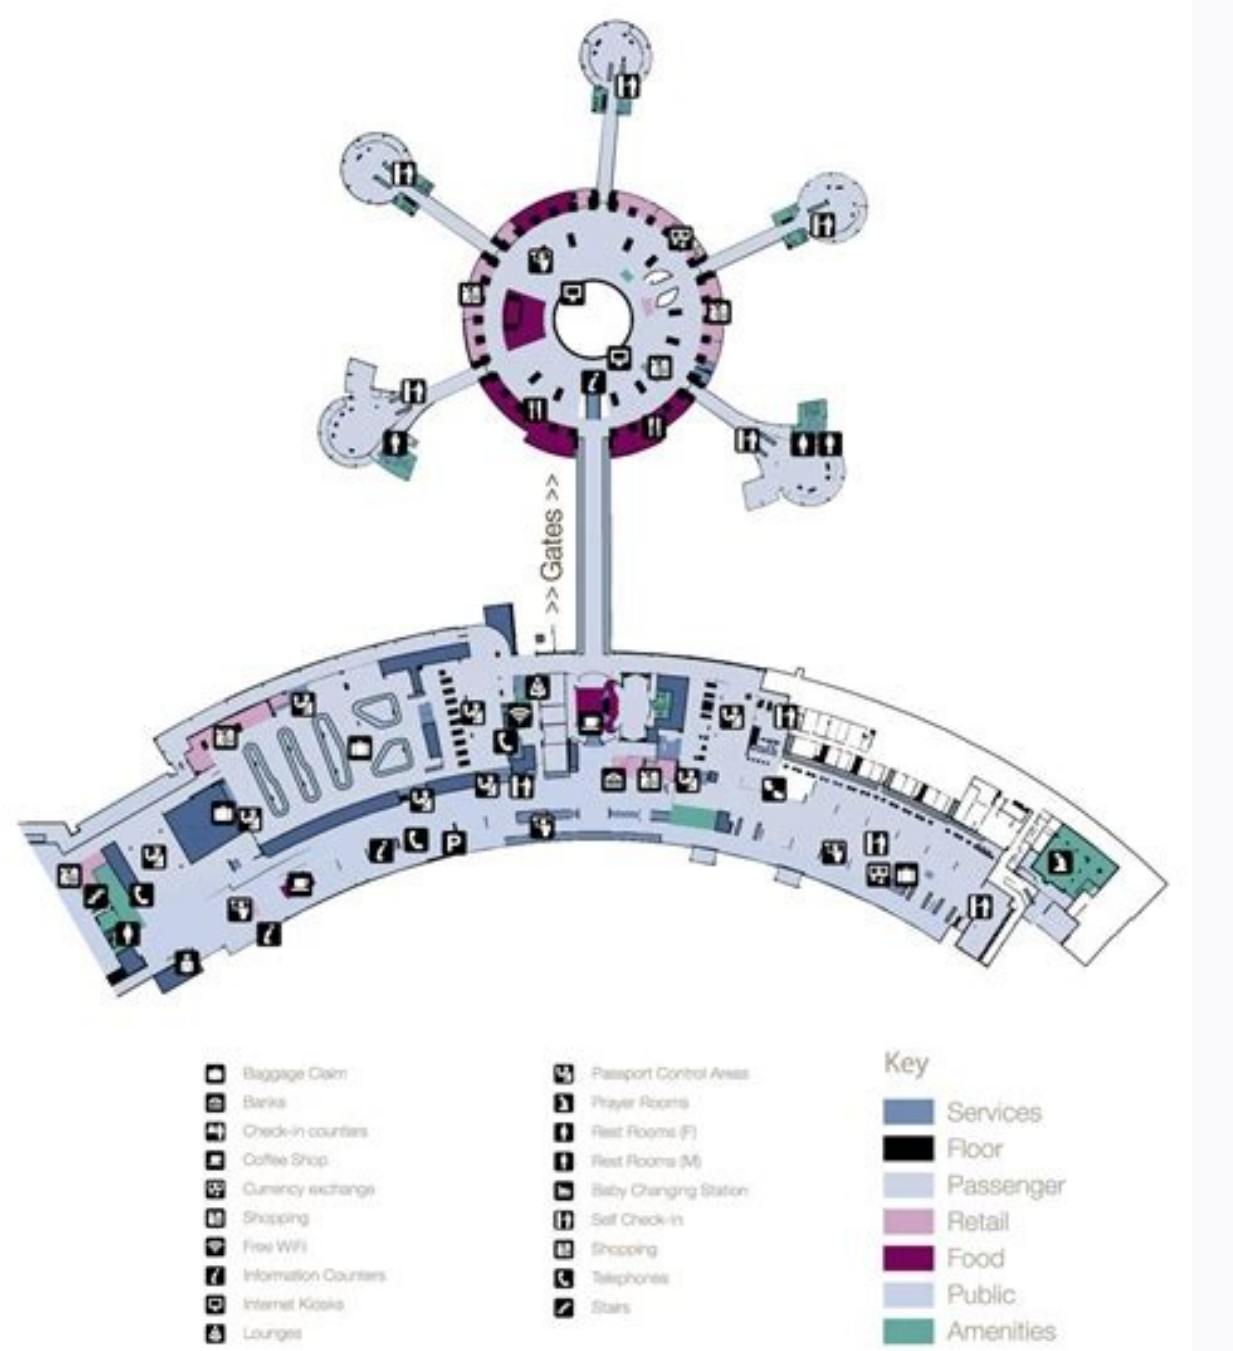 >> Gates >>
P
Baggage Claim
Banks
Check-in counters
Coffee Shop
Currency exchange
Shopping
Free WiFi
Information Counters
Internet Kiosks
Lounges
Passport Control Areas
Prayer Rooms
Rest Rooms (F)
Rest Rooms (M)
Baby Changing Station
Self Check-In
Shopping
Telephones
Stairs
Key
Services
Floor
Passenger
Retail
Food
Public
Amenities